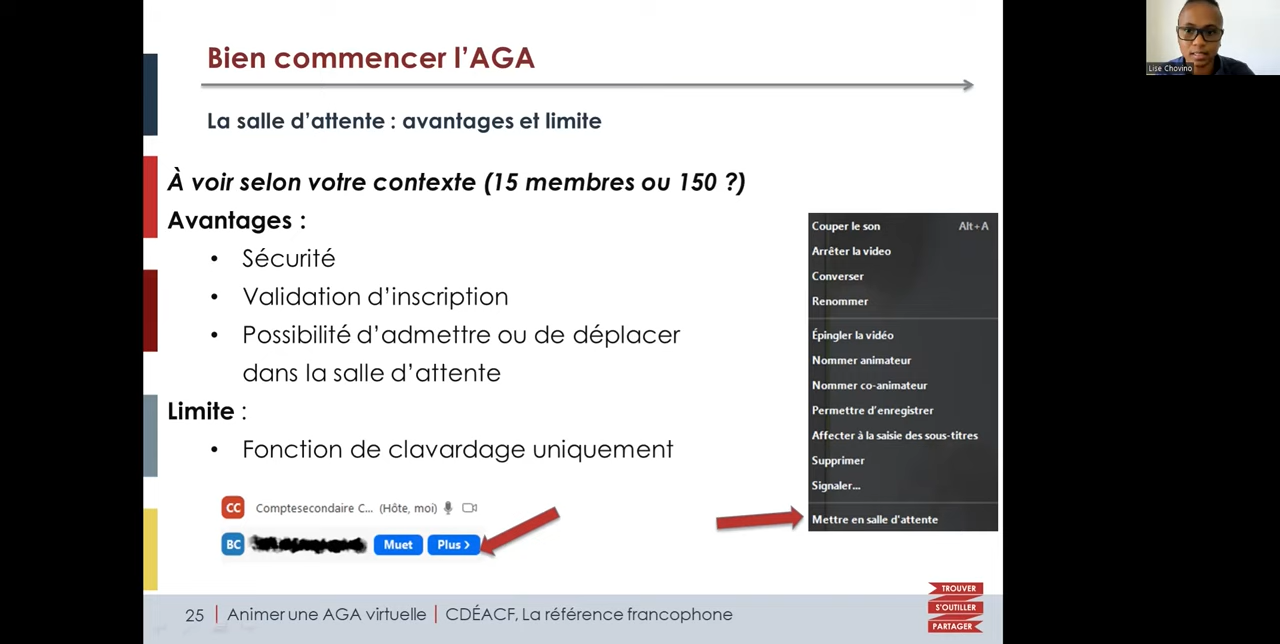 Bien commencer l’AGA
Lise Chovino
La salle d’attente : avantages et limite
À voir selon votre contexte (15 membres ou 150 ?)
Avantages :
• Sécurité
• Validation d’inscription
• Possibilité d’admettre ou de déplacer
dans la salle d’attente
Limite :
• Fonction de clavardage uniquement
CC Comptesecondaire C... (Hôte, moi)
BC Muet Plus >
Couper le son Alt+A
Arrêter la video
Converser
Renommer
Épingler la vidéo
Nommer animateur
Nommer co-animateur
Permettre d'enregistrer
Affecter à la saisie des sous-titres
Supprimer
Signaler...
Mettre en salle d'attente
25 | Animer une AGA virtuelle | CDÉACF, La référence francophone
TROUVER
S'OUTILLER
PARTAGER